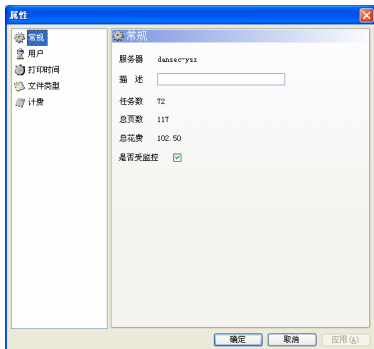 属性
常规
用户
打印时间
文件类型
计费
常规
服务器 dansec-ysz
描 述
任务数 72
总页数 117
总花费 102.50
是否受监控
确定 取消 应用(A)